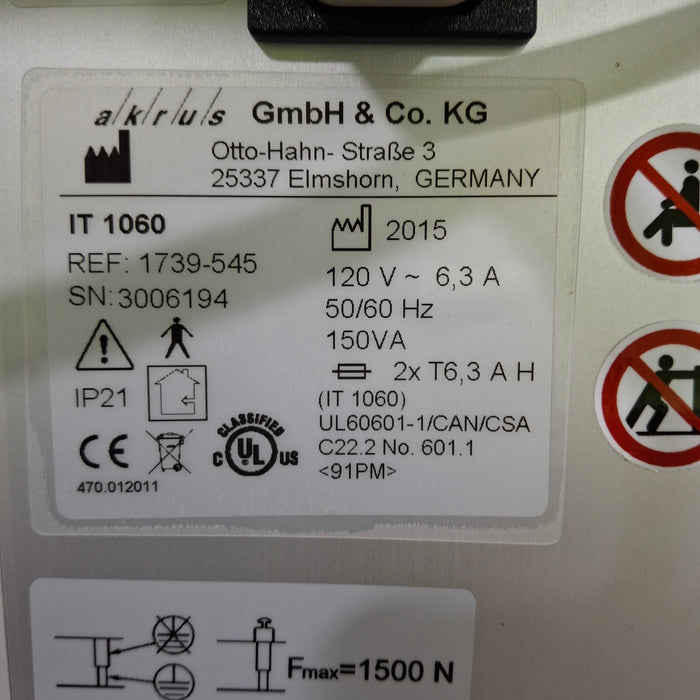 a/k/r/u/s GmbH & Co. KG
Otto-Hahn- Straße 3
25337 Elmshorn, GERMANY
IT 1060
REF: 1739-545
SN: 3006194
2015
120 V ~ 6,3 A
50/60 Hz
150VA
2x T6,3 A H
(IT 1060)
UL60601-1/CAN/CSA
C22.2 No. 601.1
<91PM>
IP21
CE
CLASSIFIED
C UL US
470.012011
Fmax=1500 N